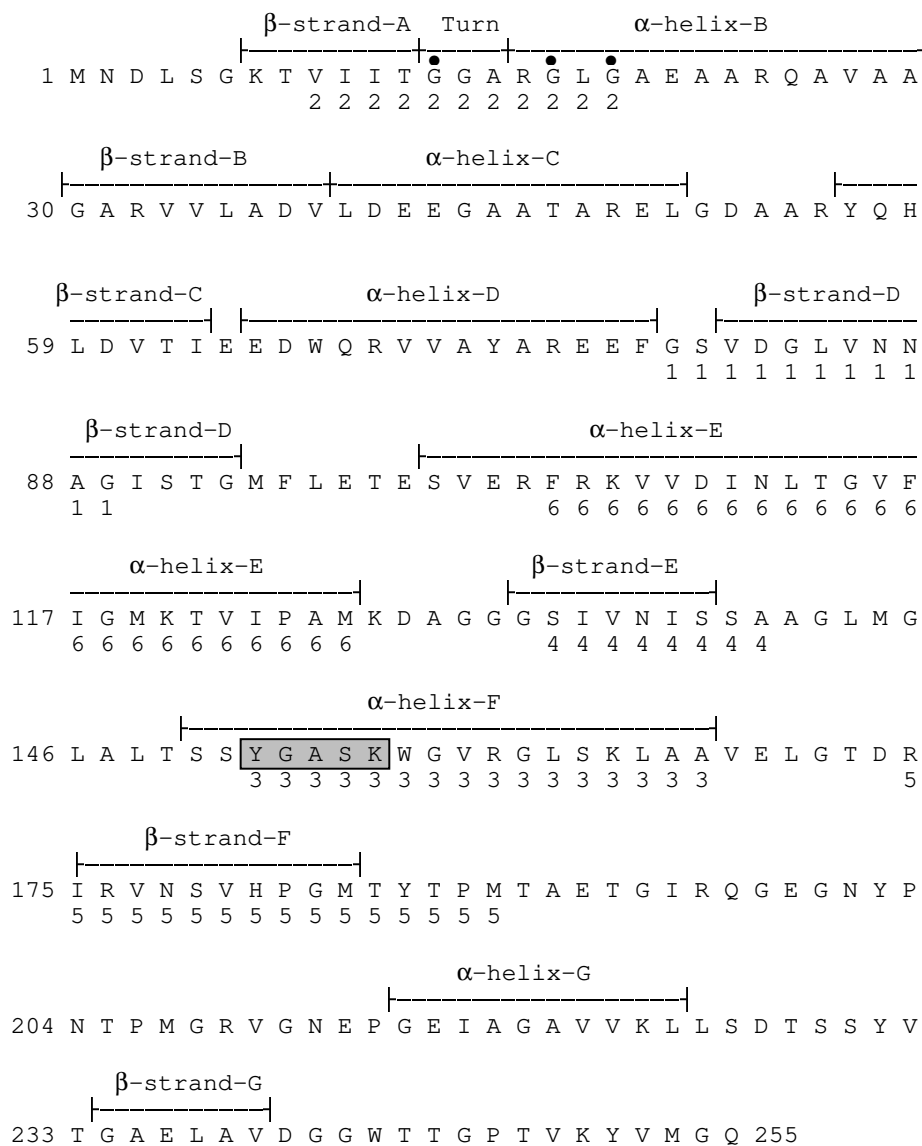 β-strand-A Turn α-helix-B
1 M N D L S G K T V I I T G G A R G L G A E A A R Q A V A A
2 2 2 2 2 2 2 2 2 2 2
β-strand-B α-helix-C
30 G A R V V L A D V L D E E G A A T A R E L G D A A R Y Q H
β-strand-C α-helix-D β-strand-D
59 L D V T I E E D W Q R V V A Y A R E E F G S V D G L V N N
1 1 1 1 1 1 1 1 1
β-strand-D α-helix-E
88 A G I S T G M F L E T E S V E R F R K V V D I N L T G V F
1 1 6 6 6 6 6 6 6 6 6 6 6 6 6
α-helix-E β-strand-E
117 I G M K T V I P A M K D A G G G S I V N I S S A A G L M G
6 6 6 6 6 6 6 6 6 6 4 4 4 4 4 4 4 4
α-helix-F
146 L A L T S S Y G A S K W G V R G L S K L A A V E L G T D R
3 3 3 3 3 3 3 3 3 3 3 3 3 3 3 3 5
β-strand-F
175 I R V N S V H P G M T Y T P M T A E T G I R Q G E G N Y P
5 5 5 5 5 5 5 5 5 5 5 5 5 5 5
α-helix-G
204 N T P M G R V G N E P G E I A G A V V K L L S D T S S Y V
β-strand-G
233 T G A E L A V D G G W T T G P T V K Y V M G Q 255